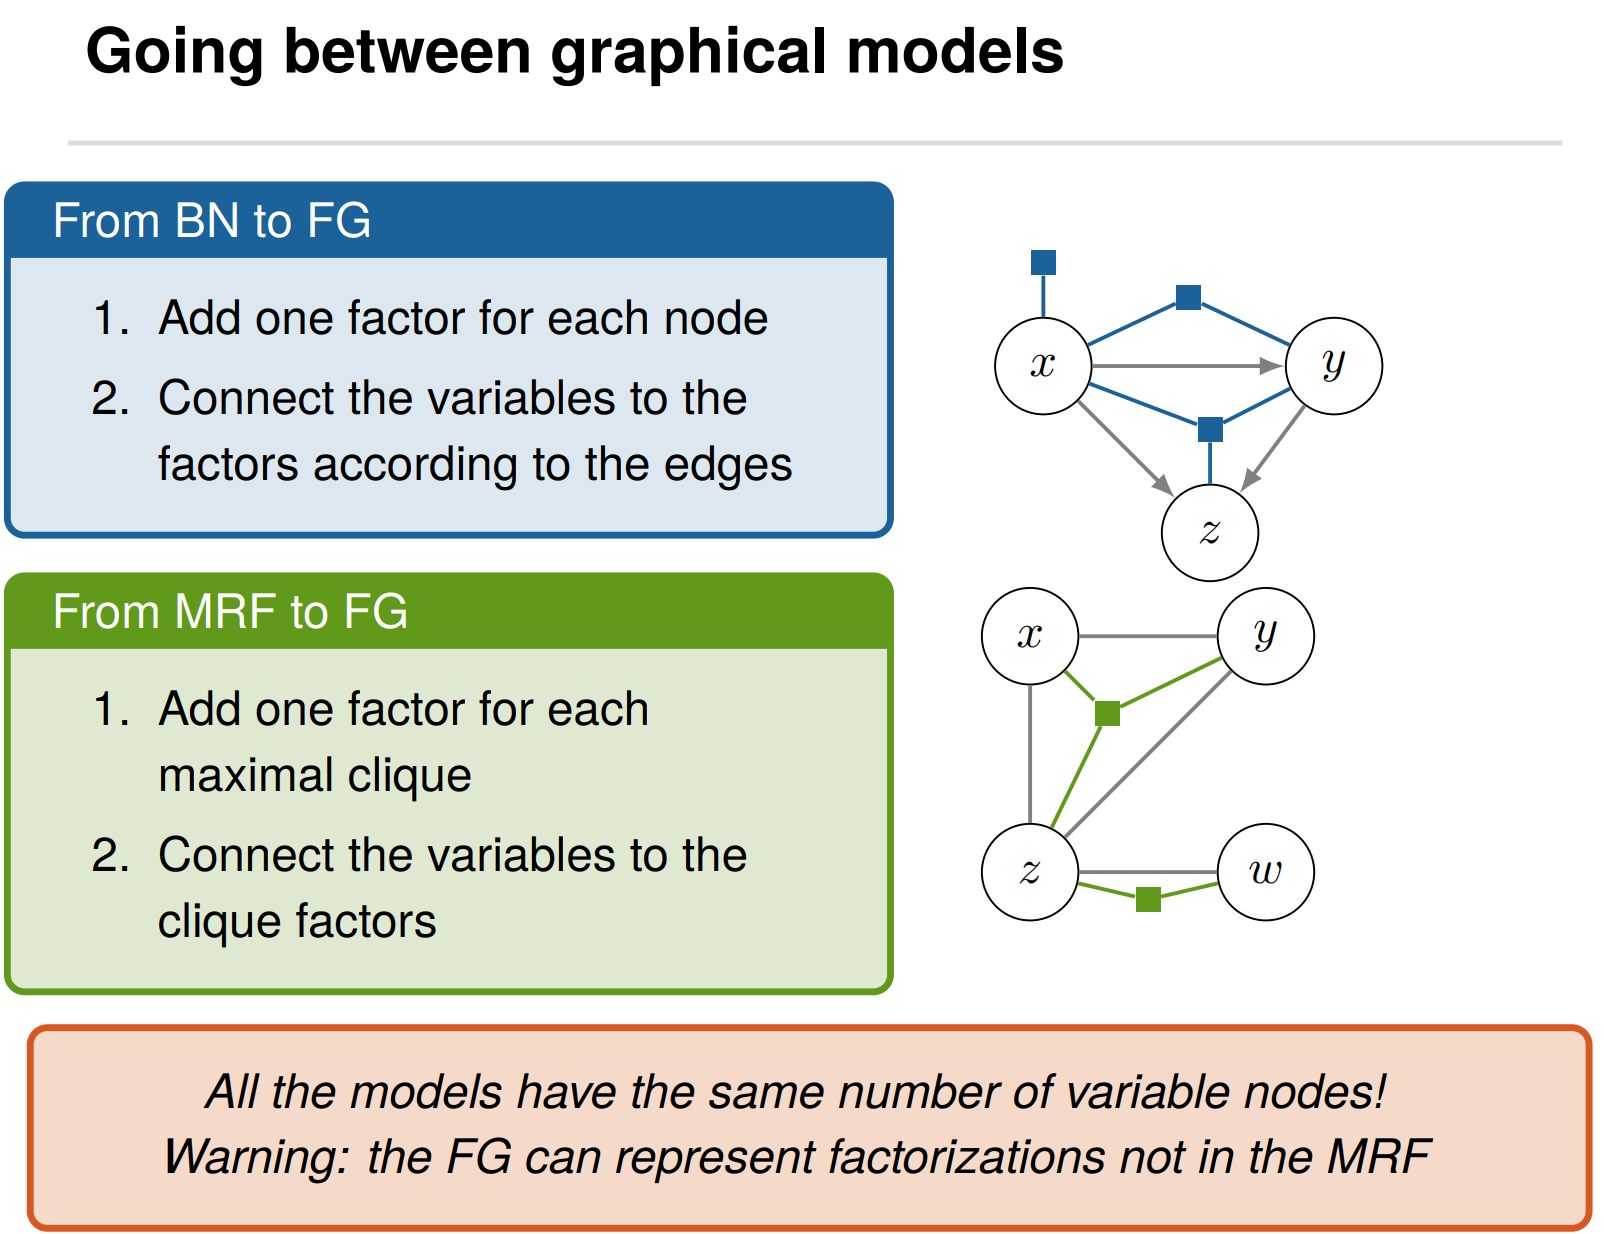 Going between graphical models
From BN to FG
1. Add one factor for each node
2. Connect the variables to the
factors according to the edges
x
y
z
From MRF to FG
1. Add one factor for each
maximal clique
2. Connect the variables to the
clique factors
x
y
z
w
All the models have the same number of variable nodes!
Warning: the FG can represent factorizations not in the MRF